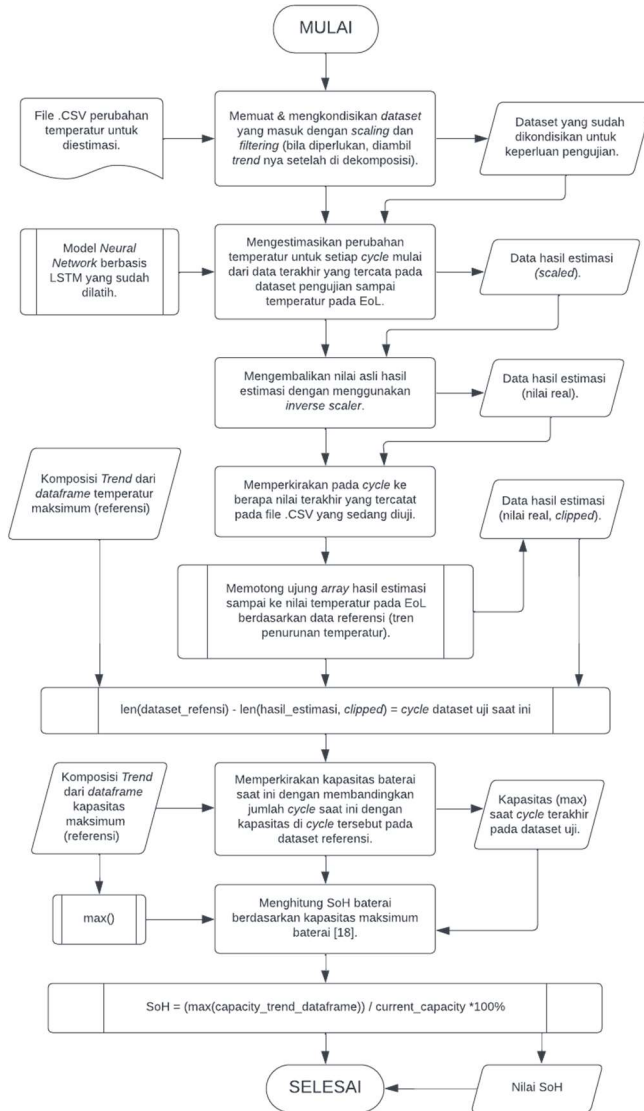 MULAI
File .CSV perubahan
temperatur untuk
diestimasi.
Memuat & mengkondisikan dataset
yang masuk dengan scaling dan
filtering (bila diperlukan, diambil
trend nya setelah di dekomposisi).
Dataset yang sudah
dikondisikan untuk
keperluan pengujian.
Model Neural
Network berbasis
LSTM yang sudah
dilatih.
Mengestimasikan perubahan
temperatur untuk setiap cycle mulai
dari data terakhir yang tercata pada
dataset pengujian sampai
temperatur pada EoL.
Data hasil estimasi
(scaled).
Mengembalikan nilai asli hasil
estimasi dengan menggunakan
inverse scaler.
Data hasil estimasi
(nilai real).
Komposisi Trend dari
dataframe temperatur
maksimum (referensi)
Memperkirakan pada cycle ke
berapa nilai terakhir yang tercatat
pada file .CSV yang sedang diuji.
Data hasil estimasi
(nilai real, clipped).
Memotong ujung array hasil estimasi
sampai ke nilai temperatur pada EoL
berdasarkan data referensi (tren
penurunan temperatur).
len(dataset_refensi) - len(hasil_estimasi, clipped) = cycle dataset uji saat ini
Komposisi Trend
dari dataframe
kapasitas
maksimum
(referensi)
Memperkirakan kapasitas baterai
saat ini dengan membandingkan
jumlah cycle saat ini dengan
kapasitas di cycle tersebut pada
dataset referensi.
Kapasitas (max)
saat cycle terakhir
pada dataset uji.
max()
Menghitung SoH baterai
berdasarkan kapasitas maksimum
baterai [18].
SoH = (max(capacity_trend_dataframe)) / current_capacity *100%
SELESAI
Nilai SoH